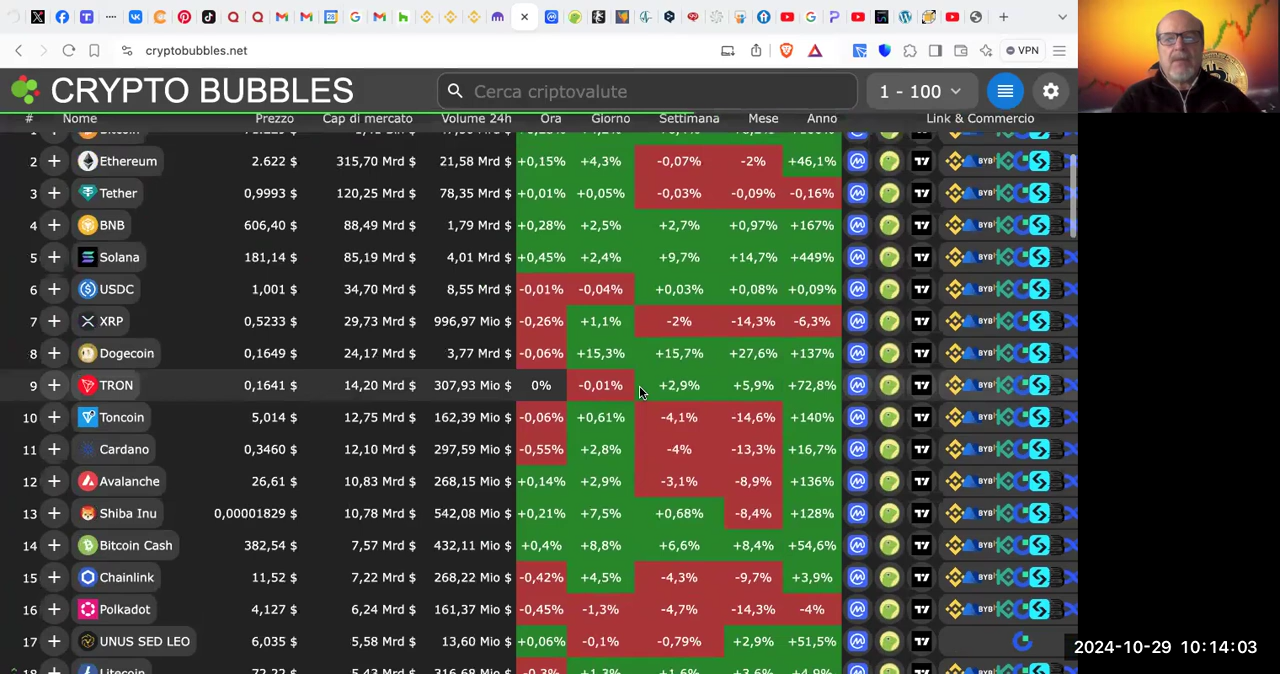 cryptobubbles.net
VPN
CRYPTO BUBBLES
Cerca criptovalute
1 - 100
# Nome Prezzo Cap di mercato Volume 24h Ora Giorno Settimana Mese Anno Link & Commercio
2 Ethereum 2.622 $ 315,70 Mrd $ 21,58 Mrd $ +0,15% +4,3% -0,07% -2% +46,1% BYB
3 Tether 0,9993 $ 120,25 Mrd $ 78,35 Mrd $ +0,01% +0,05% -0,03% -0,09% -0,16% BYB
4 BNB 606,40 $ 88,49 Mrd $ 1,79 Mrd $ +0,28% +2,5% +2,7% +0,97% +167% BYB
5 Solana 181,14 $ 85,19 Mrd $ 4,01 Mrd $ +0,45% +2,4% +9,7% +14,7% +449% BYB
6 USDC 1,001 $ 34,70 Mrd $ 8,55 Mrd $ -0,01% -0,04% +0,03% +0,08% +0,09% BYB
7 XRP 0,5233 $ 29,73 Mrd $ 996,97 Mio $ -0,26% +1,1% -2% -14,3% -6,3% BYB
8 Dogecoin 0,1649 $ 24,17 Mrd $ 3,77 Mrd $ -0,06% +15,3% +15,7% +27,6% +137% BYB
9 TRON 0,1641 $ 14,20 Mrd $ 307,93 Mio $ 0% -0,01% +2,9% +5,9% +72,8% BYB
10 Toncoin 5,014 $ 12,75 Mrd $ 162,39 Mio $ -0,06% +0,61% -4,1% -14,6% +140% BYB
11 Cardano 0,3460 $ 12,10 Mrd $ 297,59 Mio $ -0,55% +2,8% -4% -13,3% +16,7% BYB
12 Avalanche 26,61 $ 10,83 Mrd $ 268,15 Mio $ +0,14% +2,9% -3,1% -8,9% +136% BYB
13 Shiba Inu 0,00001829 $ 10,78 Mrd $ 542,08 Mio $ +0,21% +7,5% +0,68% -8,4% +128% BYB
14 Bitcoin Cash 382,54 $ 7,57 Mrd $ 432,11 Mio $ +0,4% +8,8% +6,6% +8,4% +54,6% BYB
15 Chainlink 11,52 $ 7,22 Mrd $ 268,22 Mio $ -0,42% +4,5% -4,3% -9,7% +3,9% BYB
16 Polkadot 4,127 $ 6,24 Mrd $ 161,37 Mio $ -0,45% -1,3% -4,7% -14,3% -4% BYB
17 UNUS SED LEO 6,035 $ 5,58 Mrd $ 13,60 Mio $ +0,06% -0,1% -0,79% +2,9% +51,5%
2024-10-29 10:14:03